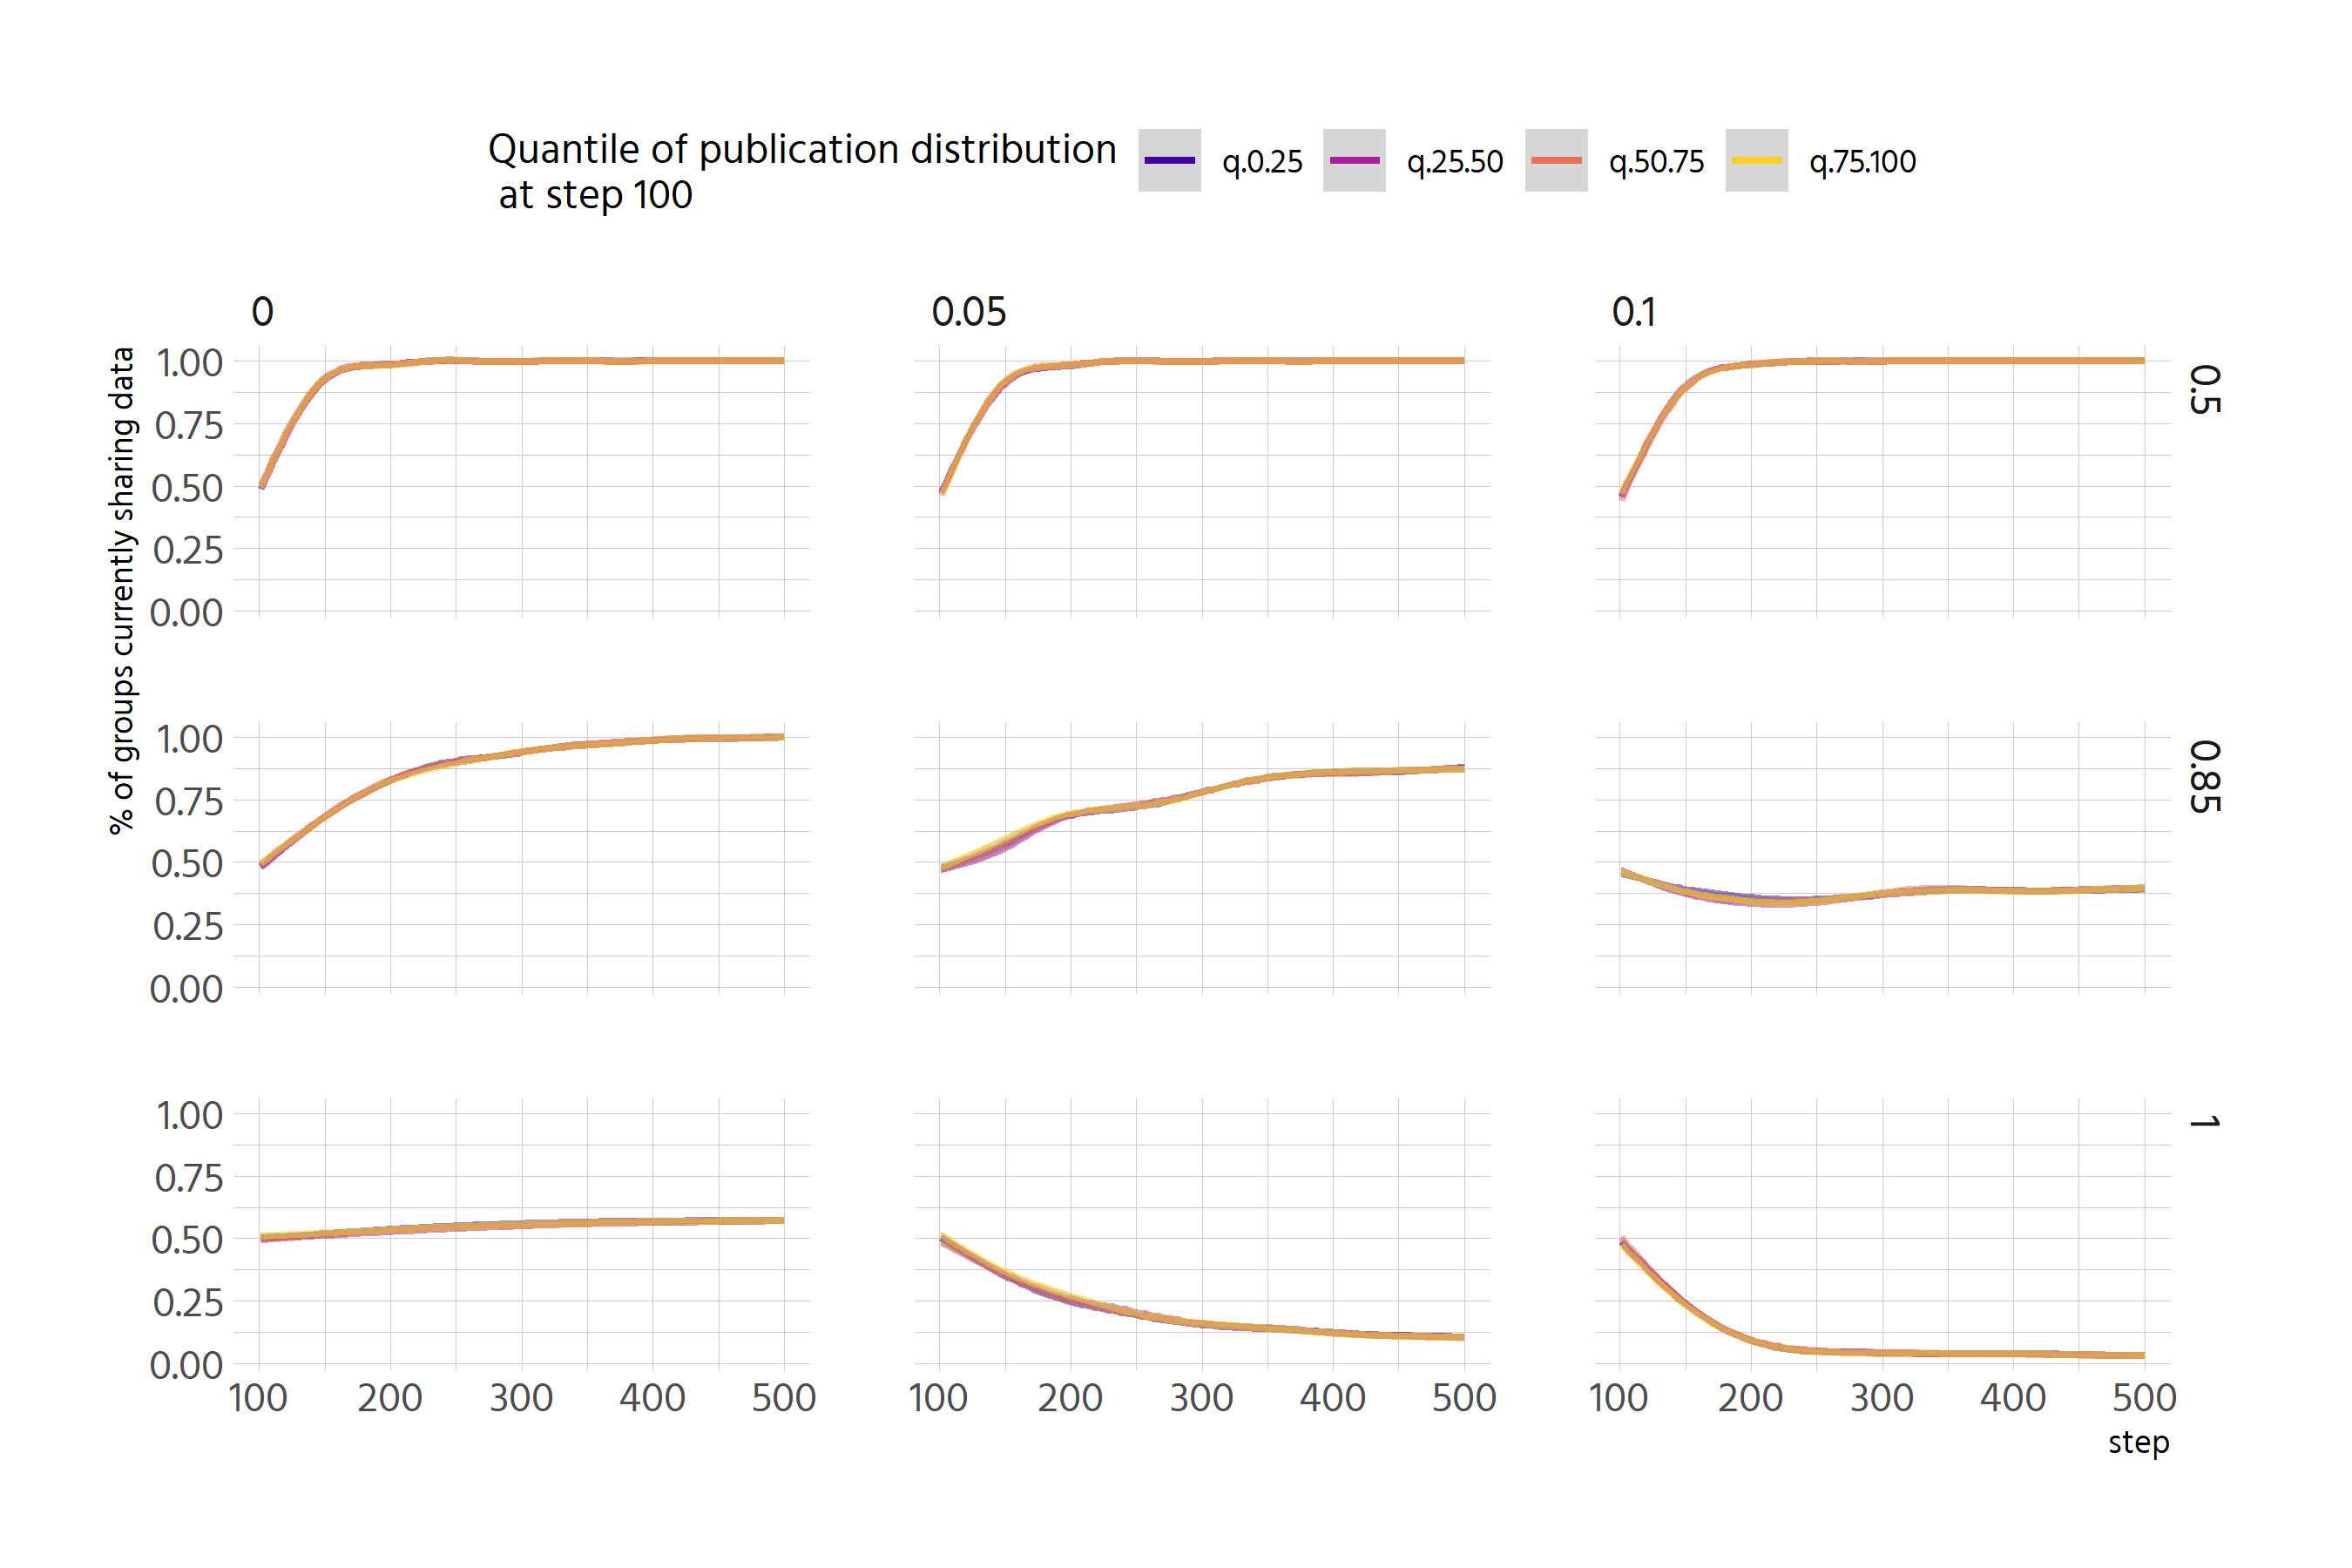 Quantile of publication distribution
at step 100
q.0.25 q.25.50 q.50.75 q.75.100
0 0.05 0.1
% of groups currently sharing data
1.00
0.75
0.50
0.25
0.00
0.5
1.00
0.75
0.50
0.25
0.00
0.85
1.00
0.75
0.50
0.25
0.00
1
100 200 300 400 500 100 200 300 400 500 100 200 300 400 500
step